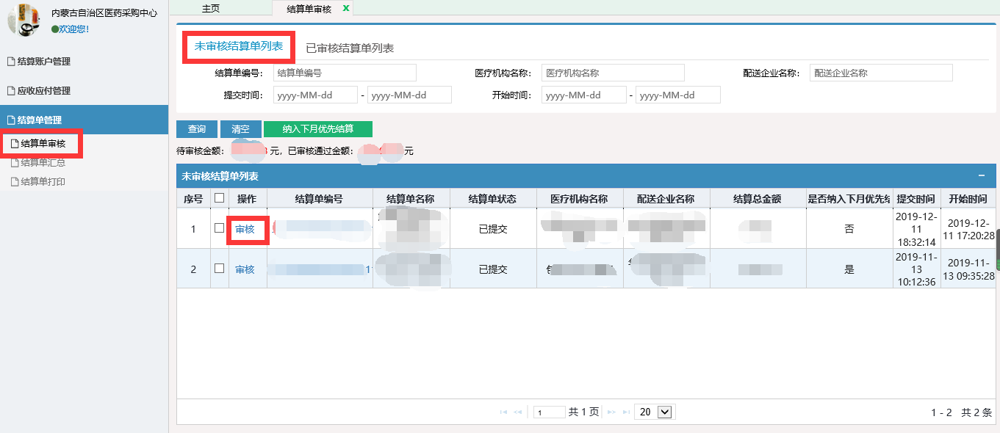 内蒙古自治区医药采购中心
欢迎您!
结算账户管理
应收应付管理
结算单管理
结算单审核
结算单汇总
结算单打印
主页 结算单审核 X
未审核结算单列表 已审核结算单列表
结算单编号: 结算单编号 医疗机构名称: 医疗机构名称 配送企业名称: 配送企业名称
提交时间: yyyy-MM-dd - yyyy-MM-dd 开始时间: yyyy-MM-dd - yyyy-MM-dd
查询 清空 纳入下月优先结算
待审核金额: 元, 已审核通过金额: 元
未审核结算单列表
序号 操作 结算单编号 结算单名称 结算单状态 医疗机构名称 配送企业名称 结算总金额 是否纳入下月优先纟 提交时间 开始时间
1 审核 已提交 否 2019-12-11 18:32:14 2019-12-11 17:20:28
2 审核 已提交 是 2019-11-13 10:12:36 2019-11-13 09:35:28
1 共 1 页 20 1 - 2 共 2 条